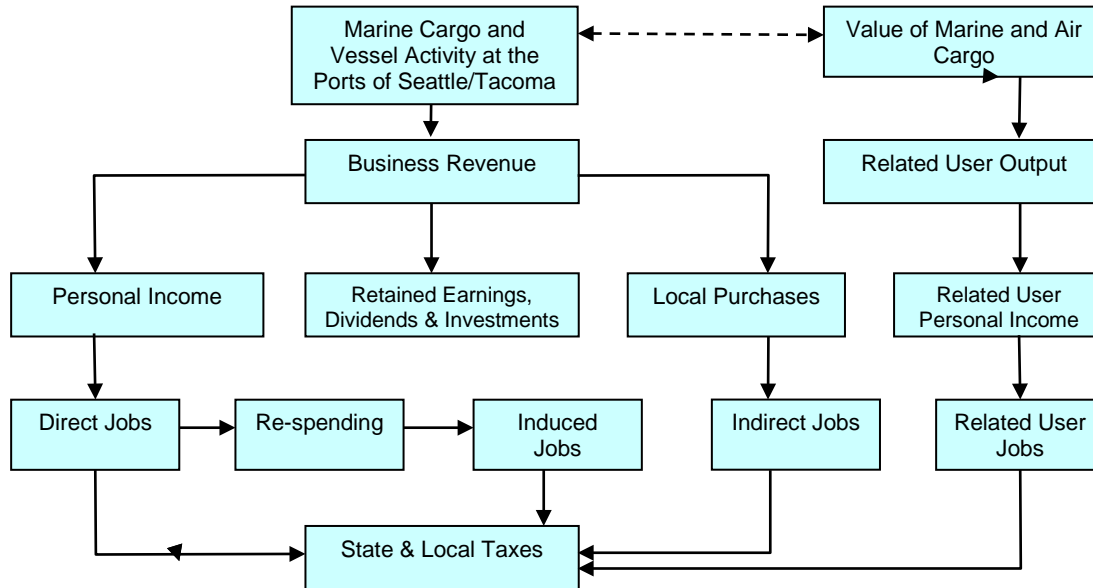 Marine Cargo and
Vessel Activity at the
Ports of Seattle/Tacoma
Value of Marine and Air
Cargo
Business Revenue
Related User Output
Personal Income
Retained Earnings,
Dividends & Investments
Local Purchases
Related User
Personal Income
Direct Jobs
Re-spending
Induced
Jobs
Indirect Jobs
Related User
Jobs
State & Local Taxes